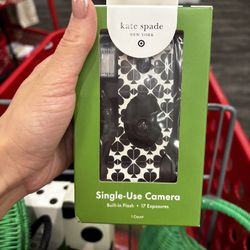 kate spade
NEW YORK
Single-Use Camera
Built-in Flash • 17 Exposures
1 Count